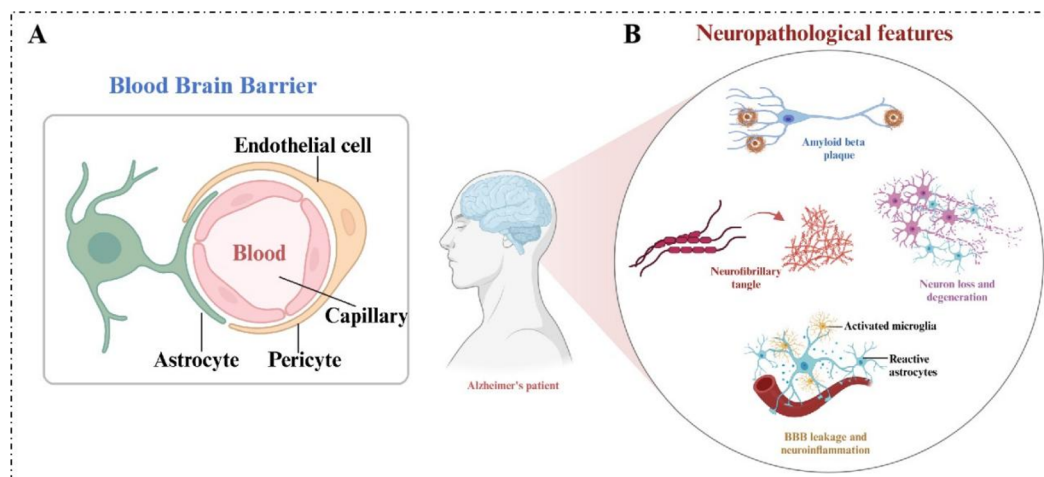 A
Blood Brain Barrier
Endothelial cell
Blood
Capillary
Astrocyte
Pericyte
Alzheimer's patient
B
Neuropathological features
Amyloid beta
plaque
Neurofibrillary
tangle
Neuron loss and
degeneration
Activated microglia
Reactive
astrocytes
BBB leakage and
neuroinflammation